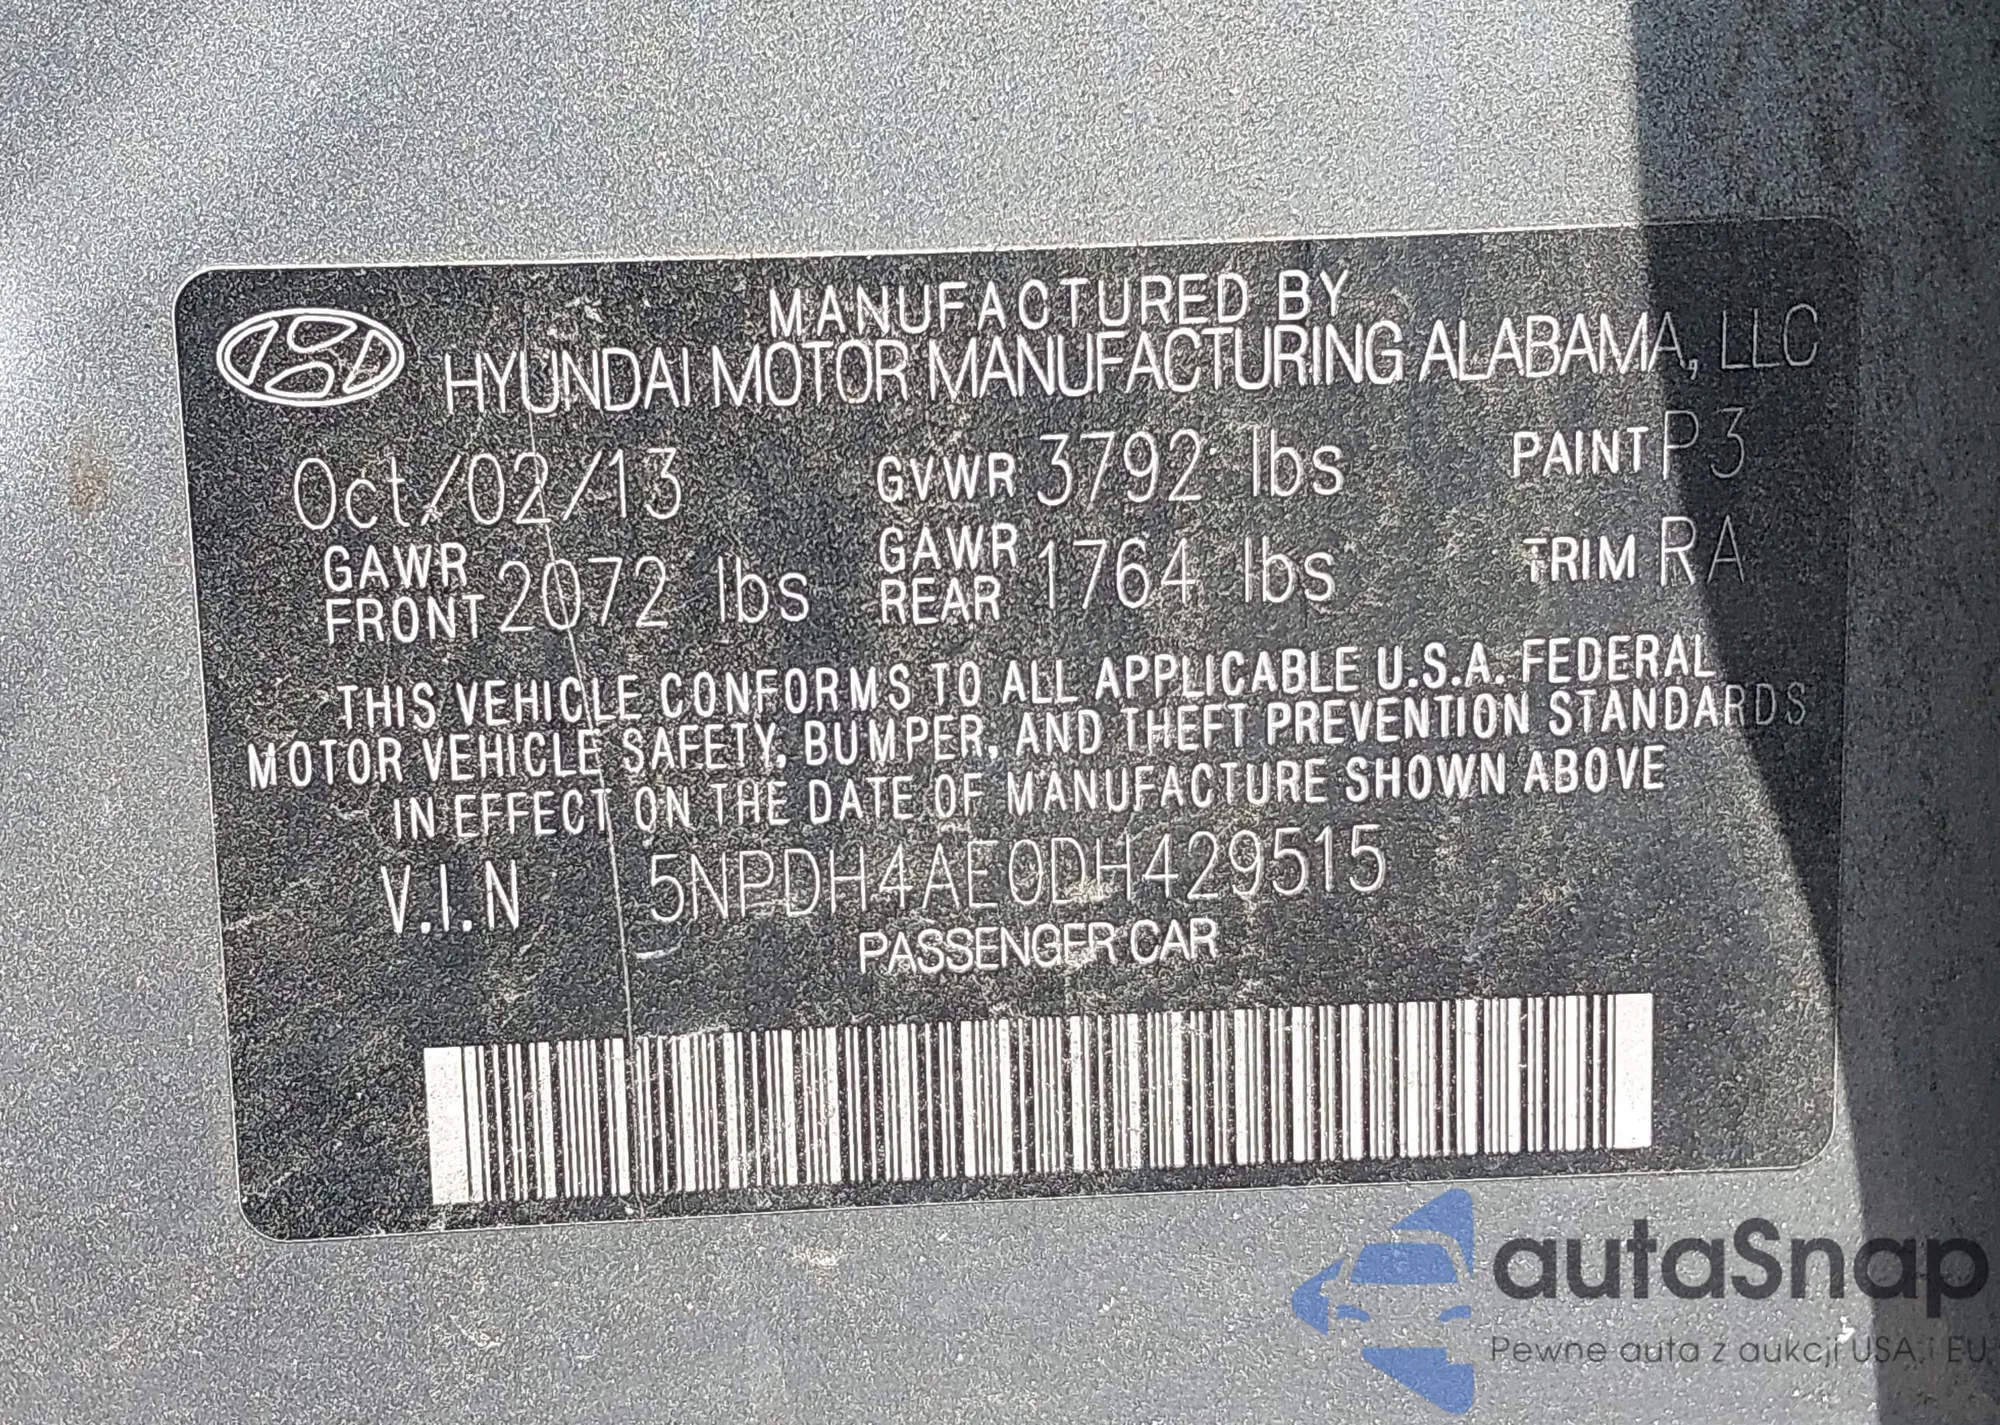 MANUFACTURED BY
HYUNDAI MOTOR MANUFACTURING ALABAMA, LLC
Oct/02/13 GVWR 3792 lbs PAINT P3
GAWR FRONT 2072 lbs GAWR REAR 1764 lbs TRIM RA
THIS VEHICLE CONFORMS TO ALL APPLICABLE U.S.A. FEDERAL
MOTOR VEHICLE SAFETY, BUMPER, AND THEFT PREVENTION STANDARDS
IN EFFECT ON THE DATE OF MANUFACTURE SHOWN ABOVE
V.I.N 5NPDH4AE0DH429515
PASSENGER CAR
autaSnap
Pewne auta z aukcji USA i EU